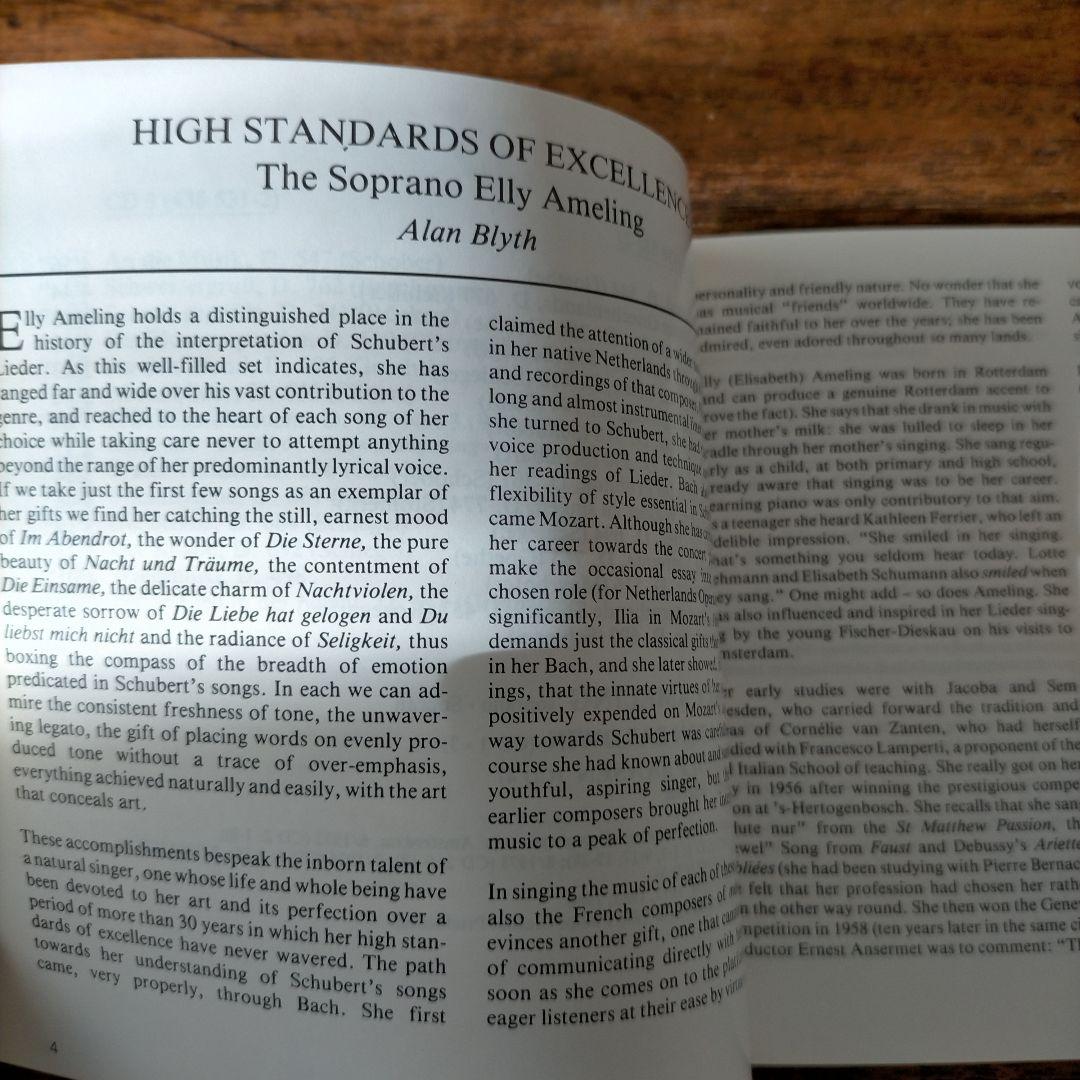 HIGH STANDARDS OF EXCELLENC
The Soprano Elly Ameling
Alan Blyth
Elly Ameling holds a distinguished place in the
history of the interpretation of Schubert's
Lieder. As this well-filled set indicates, she has
anged far and wide over his vast contribution to the
genre, and reached to the heart of each song of her
choice while taking care never to attempt anything
beyond the range of her predominantly lyrical voice.
If we take just the first few songs as an exemplar of
her gifts we find her catching the still, earnest mood
of Im Abendrot, the wonder of Die Sterne, the pure
beauty of Nacht und Träume, the contentment of
Die Einsame, the delicate charm of Nachtviolen, the
desperate sorrow of Die Liebe hat gelogen and Du
liebst mich nicht and the radiance of Seligkeit, thus
boxing the compass of the breadth of emotion
predicated in Schubert's songs. In each we can ad-
mire the consistent freshness of tone, the unwaver-
ing legato, the gift of placing words on evenly pro-
duced tone without a trace of over-emphasis,
everything achieved naturally and easily, with the art
that conceals art.
These accomplishments bespeak the inborn talent of
a natural singer, one whose life and whole being have
been devoted to her art and its perfection over a
period of more than 30 years in which her high stan-
dards of excellence have never wavered. The path
towards her understanding of Schubert's songs
came, very properly, through Bach. She first
4
claimed the attention of a wider
in her native Netherlands through
and recordings of that composer
long and almost instrumental
she turned to Schubert, she had
voice production and technique
her readings of Lieder. Bach
flexibility of style essential in
came Mozart. Although she has
her career towards the concert
make the occasional essay
chosen role (for Netherlands Opera
significantly, Ilia in Mozart's
demands just the classical gifts
in her Bach, and she later showed
ings, that the innate virtues of
positively expended on Mozart's
way towards Schubert was
course she had known about and
youthful, aspiring singer, but
earlier composers brought her
music to a peak of perfection.
In singing the music of each of
also the French composers of
evinces another gift, one that
of communicating directly with
soon as she comes on to the
eager listeners at their ease by
ersonality and friendly nature. No wonder that she
as musical "friends" worldwide. They have re-
mained faithful to her over the years; she has been
dmired, even adored throughout so many lands.
lly (Elisabeth) Ameling was born in Rotterdam
and can produce a genuine Rotterdam accent to
rove the fact). She says that she drank in music with
er mother's milk: she was lulled to sleep in her
adle through her mother's singing. She sang regu-
rly as a child, at both primary and high school,
ready aware that singing was to be her career.
earning piano was only contributory to that aim.
s a teenager she heard Kathleen Ferrier, who left an
delible impression. "She smiled in her singing.
hat's something you seldom hear today. Lotte
ehmann and Elisabeth Schumann also smiled when
ey sang." One might add – so does Ameling. She
as also influenced and inspired in her Lieder sing-
g by the young Fischer-Dieskau on his visits to
msterdam.
er early studies were with Jacoba and Sem
esden, who carried forward the tradition and
as of Cornélie van Zanten, who had herself
died with Francesco Lamperti, a proponent of the
l Italian School of teaching. She really got on her
y in 1956 after winning the prestigious compe
on at 's-Hertogenbosch. She recalls that she san
lute nur" from the St Matthew Passion, th
ewel" Song from Faust and Debussy's Ariette
bliées (she had been studying with Pierre Bernac
felt that her profession had chosen her rath
n the other way round. She then won the Gene
mpetition in 1958 (ten years later in the same ci
ductor Ernest Ansermet was to comment: "Th